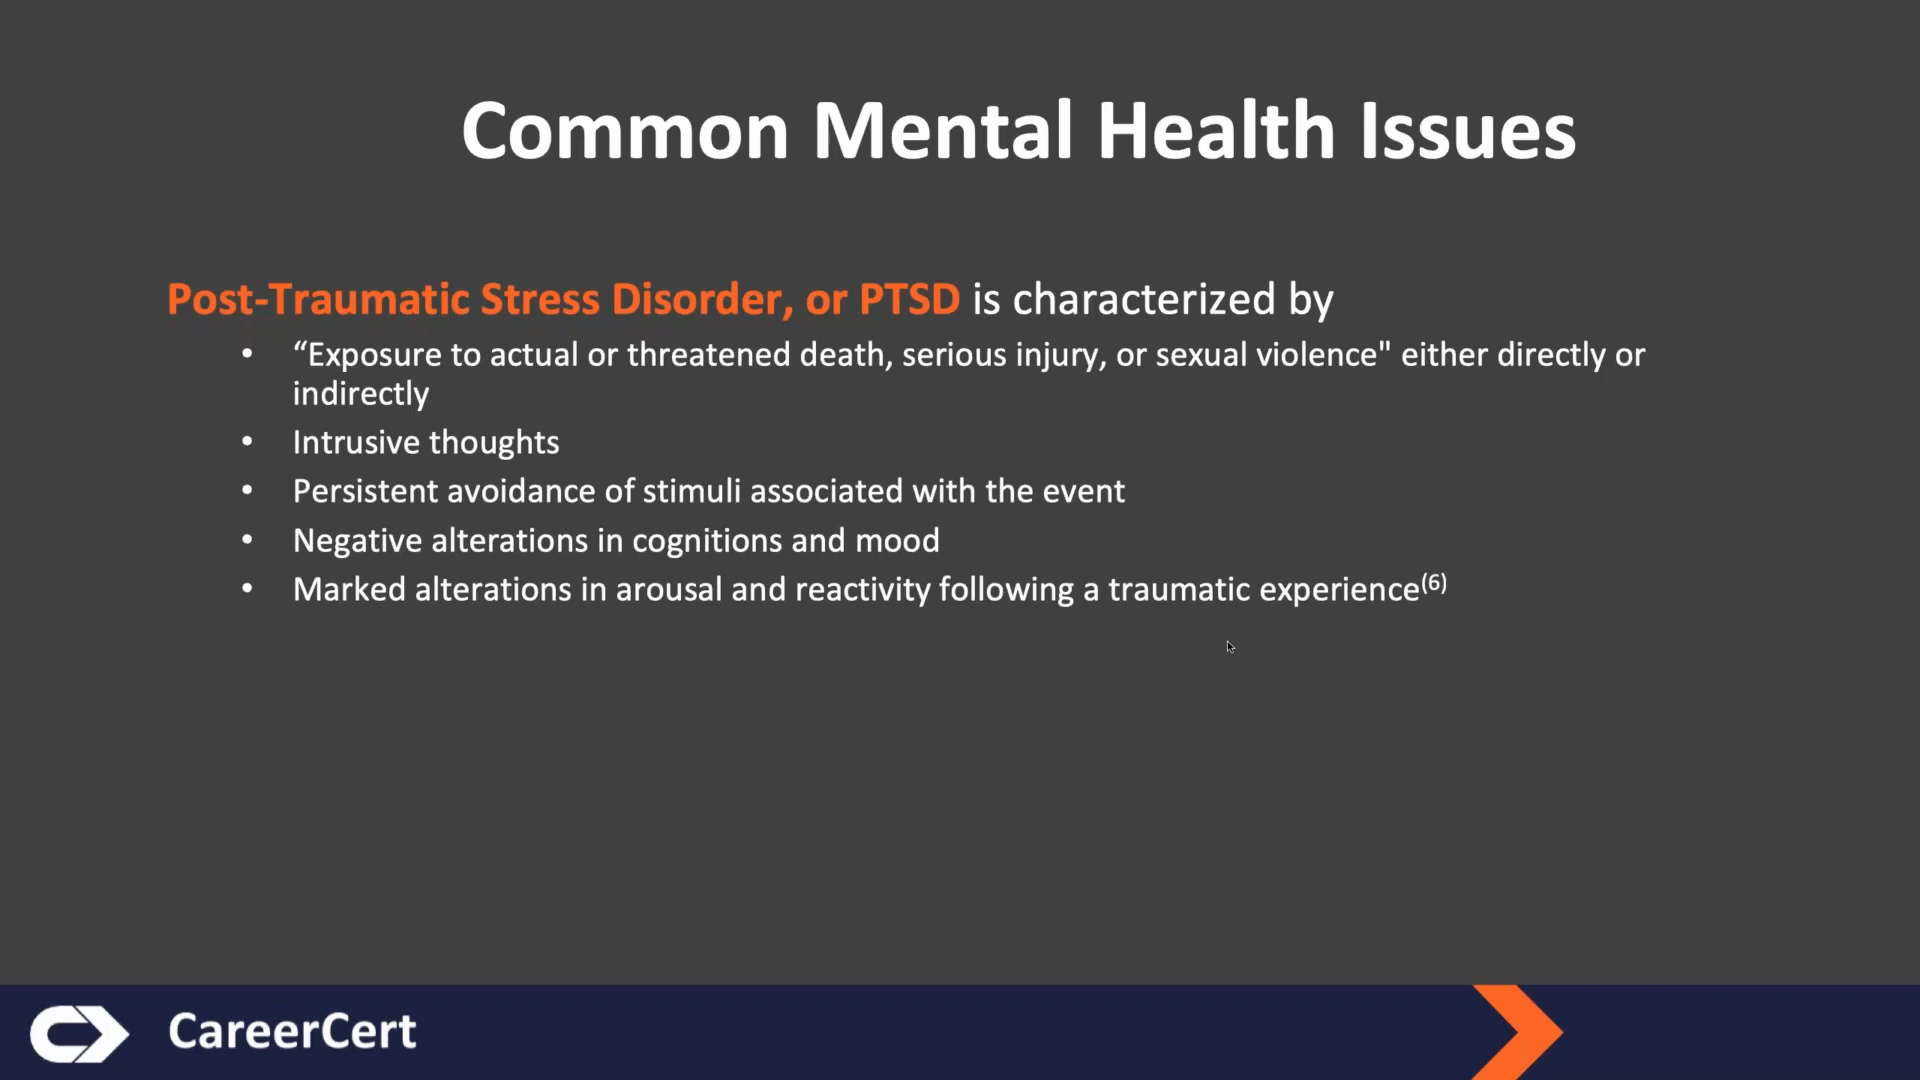 Common Mental Health Issues
Post-Traumatic Stress Disorder, or PTSD is characterized by
• “Exposure to actual or threatened death, serious injury, or sexual violence" either directly or
indirectly
• Intrusive thoughts
• Persistent avoidance of stimuli associated with the event
• Negative alterations in cognitions and mood
• Marked alterations in arousal and reactivity following a traumatic experience(6)
CareerCert